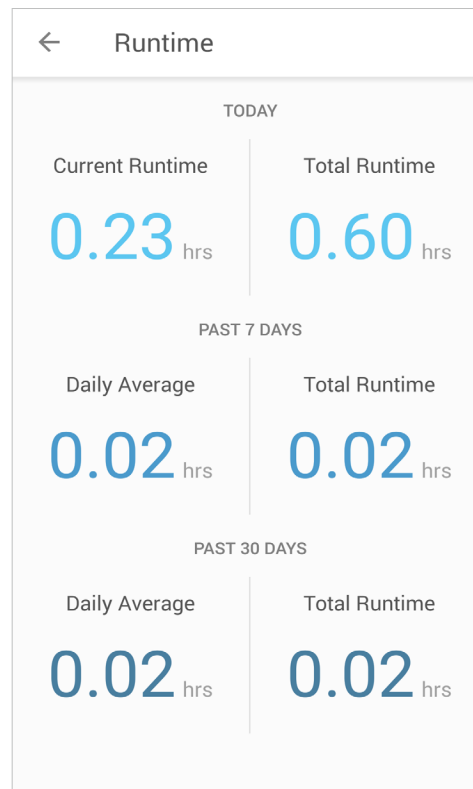 Runtime
TODAY
Current Runtime Total Runtime
0.23 hrs 0.60 hrs
PAST 7 DAYS
Daily Average Total Runtime
0.02 hrs 0.02 hrs
PAST 30 DAYS
Daily Average Total Runtime
0.02 hrs 0.02 hrs